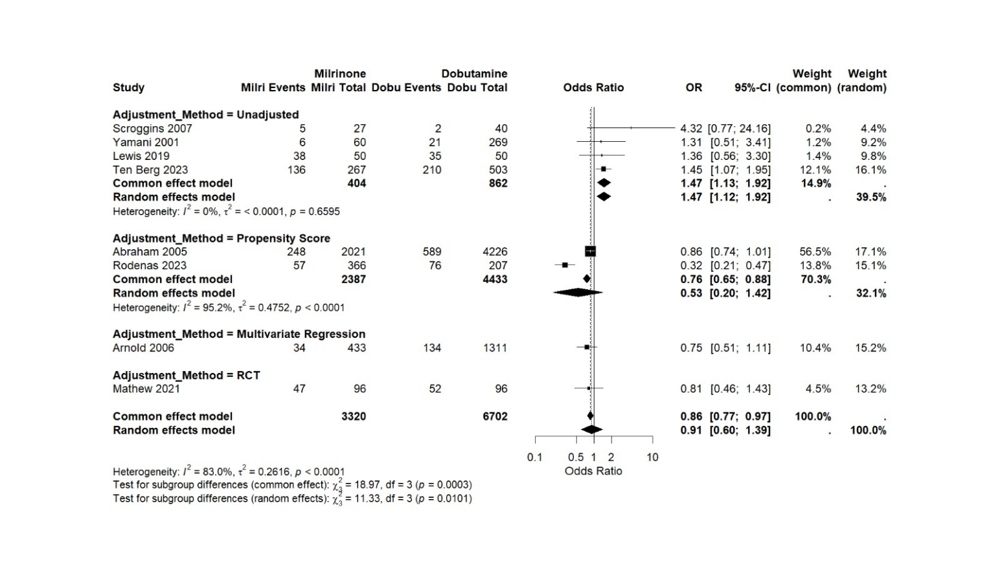 Milrinone Dobutamine Weight Weight
Study Milri Events Milri Total Dobu Events Dobu Total Odds Ratio OR 95%-CI (common) (random)
Adjustment_Method = Unadjusted
Scroggins 2007 5 27 2 40 4.32 [0.77; 24.16] 0.2% 4.4%
Yamani 2001 6 60 21 269 1.31 [0.51; 3.41] 1.2% 9.2%
Lewis 2019 38 50 35 50 1.36 [0.56; 3.30] 1.4% 9.8%
Ten Berg 2023 136 267 210 503 1.45 [1.07; 1.95] 12.1% 16.1%
Common effect model 404 862 1.47 [1.13; 1.92] 14.9% .
Random effects model 1.47 [1.12; 1.92] . 39.5%
Heterogeneity: I² = 0%, τ² = < 0.0001, p = 0.6595
Adjustment_Method = Propensity Score
Abraham 2005 248 2021 589 4226 0.86 [0.74; 1.01] 56.5% 17.1%
Rodenas 2023 57 366 76 207 0.32 [0.21; 0.47] 13.8% 15.1%
Common effect model 2387 4433 0.76 [0.65; 0.88] 70.3% .
Random effects model 0.53 [0.20; 1.42] . 32.1%
Heterogeneity: I² = 95.2%, τ² = 0.4752, p < 0.0001
Adjustment_Method = Multivariate Regression
Arnold 2006 34 433 134 1311 0.75 [0.51; 1.11] 10.4% 15.2%
Adjustment_Method = RCT
Mathew 2021 47 96 52 96 0.81 [0.46; 1.43] 4.5% 13.2%
Common effect model 3320 6702 0.86 [0.77; 0.97] 100.0% .
Random effects model 0.91 [0.60; 1.39] . 100.0%
0.1 0.5 1 2 10
Odds Ratio
Heterogeneity: I² = 83.0%, τ² = 0.2616, p < 0.0001
Test for subgroup differences (common effect): χ²₃ = 18.97, df = 3 (p = 0.0003)
Test for subgroup differences (random effects): χ²₃ = 11.33, df = 3 (p = 0.0101)